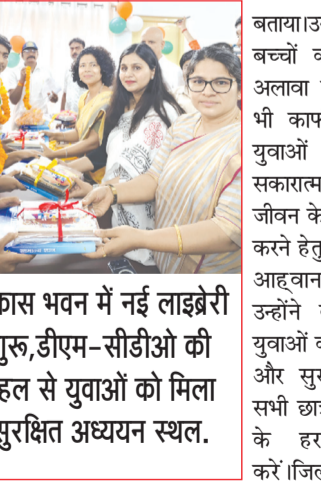 कास भवन में नई लाइब्रेरी
शुरू,डीएम-सीडीओ की
हल से युवाओं को मिला
सुरक्षित अध्ययन स्थल.
बताया।उ
बच्चों व
अलावा
भी काफ
युवाओं
सकारात्म
जीवन के
करने हेतु
आह्वान
उन्होंने
युवाओं व
और सु
सभी छा
के हर
करें।जिल